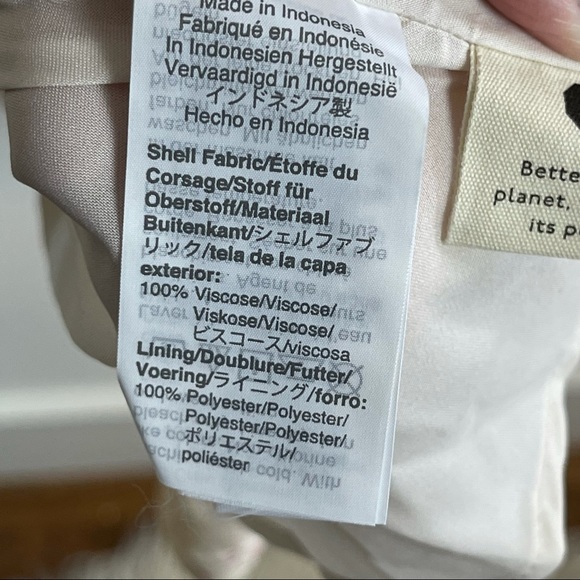 Made in Indonesia
Fabriqué en Indonésie
In Indonesien Hergestellt
Vervaardigd in Indonesië
インドネシア製
Hecho en Indonesia
Shell Fabric/Étoffe du
Corsage/Stoff für
Oberstoff/Materiaal
Buitenkant/シェルファブ
リック/tela de la capa
exterior:
100% Viscose/Viscose/
Viskose/Viscose/
ビスコース/viscosa
Lining/Doublure/Futter/
Voering/ライニング/forro:
100% Polyester/Polyester/
Polyester/Polyester/
ポリエステル/
poliéster
Bette
planet.
its p